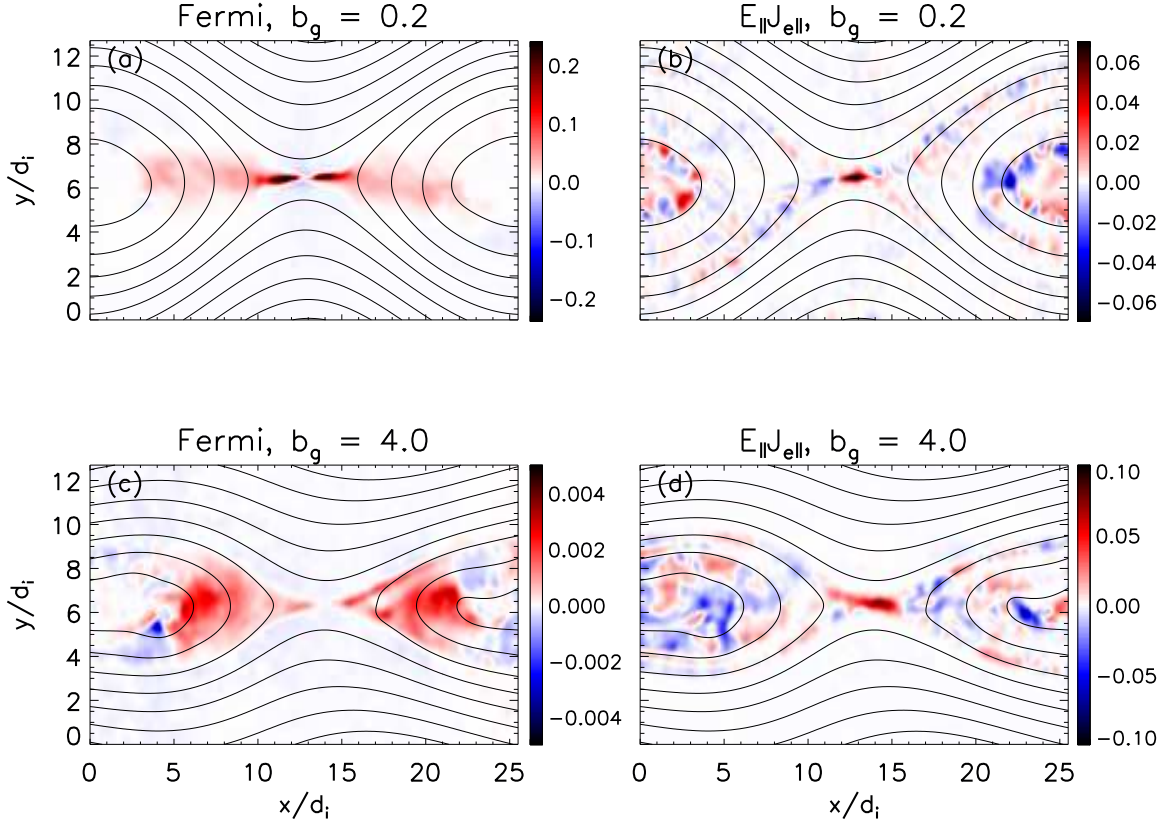 Fermi, b_g = 0.2
E_∥J_e∥, b_g = 0.2
(a)
(b)
12
10
8
6
4
2
0
y/d_i
0.2
0.1
0.0
−0.1
−0.2
0.06
0.04
0.02
0.00
−0.02
−0.04
−0.06
Fermi, b_g = 4.0
E_∥J_e∥, b_g = 4.0
(c)
(d)
12
10
8
6
4
2
0
y/d_i
0.004
0.002
0.000
−0.002
−0.004
0.10
0.05
0.00
−0.05
−0.10
0 5 10 15 20 25
x/d_i
0 5 10 15 20 25
x/d_i